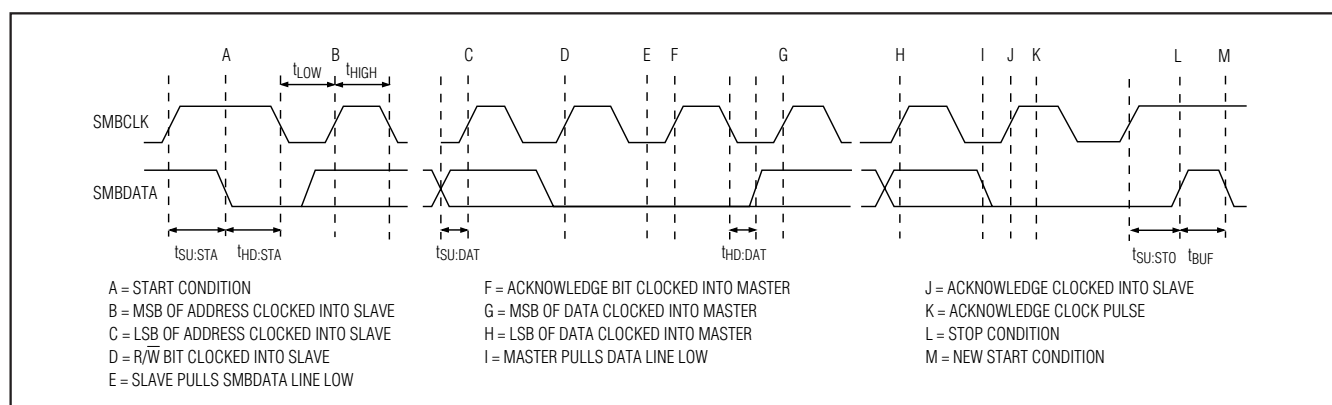 A B C D E F G H I J K L M
tLOW tHIGH
SMBCLK
SMBDATA
tSU:STA tHD:STA tSU:DAT tHD:DAT tSU:STO tBUF
A = START CONDITION
B = MSB OF ADDRESS CLOCKED INTO SLAVE
C = LSB OF ADDRESS CLOCKED INTO SLAVE
D = R/W̅ BIT CLOCKED INTO SLAVE
E = SLAVE PULLS SMBDATA LINE LOW
F = ACKNOWLEDGE BIT CLOCKED INTO MASTER
G = MSB OF DATA CLOCKED INTO MASTER
H = LSB OF DATA CLOCKED INTO MASTER
I = MASTER PULLS DATA LINE LOW
J = ACKNOWLEDGE CLOCKED INTO SLAVE
K = ACKNOWLEDGE CLOCK PULSE
L = STOP CONDITION
M = NEW START CONDITION